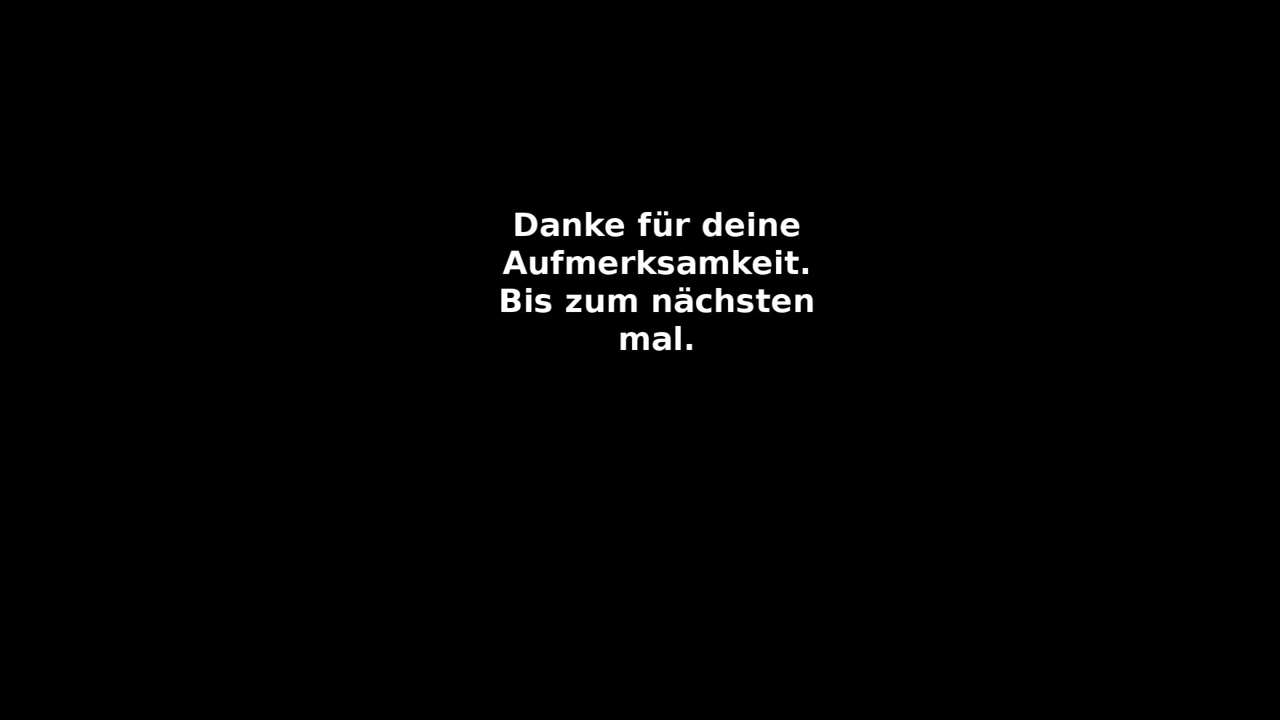 Danke für deine
Aufmerksamkeit.
Bis zum nächsten
mal.